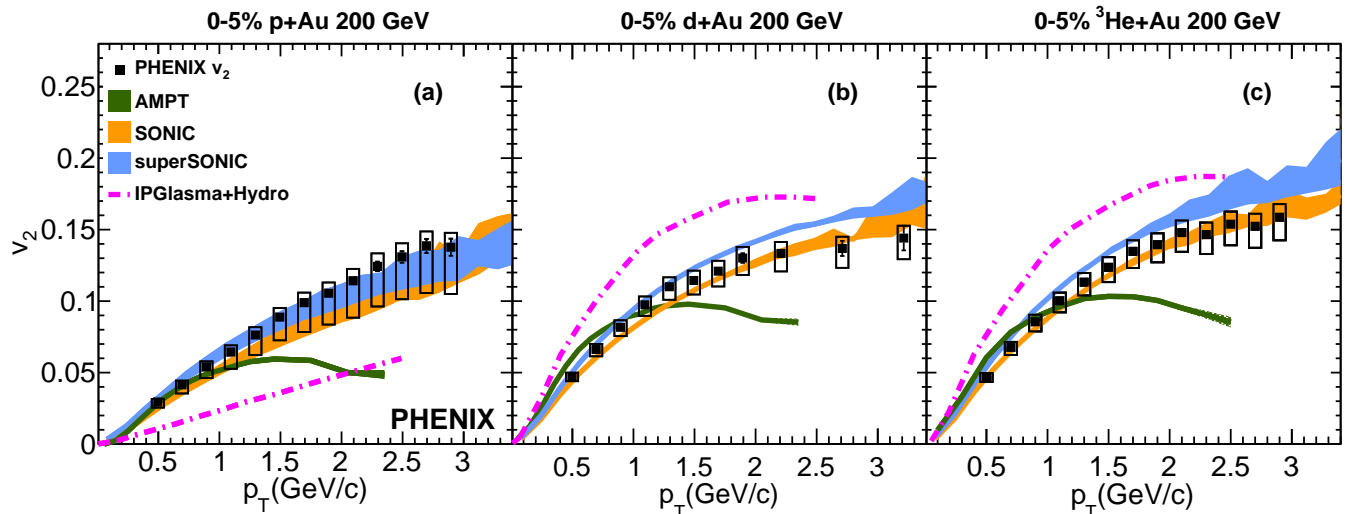 0-5% p+Au 200 GeV
0-5% d+Au 200 GeV
0-5% ³He+Au 200 GeV
PHENIX v₂
AMPT
SONIC
superSONIC
IPGlasma+Hydro
(a)
(b)
(c)
PHENIX
v₂
0.25
0.2
0.15
0.1
0.05
0
0.5 1 1.5 2 2.5 3
0.5 1 1.5 2 2.5 3
0.5 1 1.5 2 2.5 3
p_T(GeV/c)
p_T(GeV/c)
p_T(GeV/c)